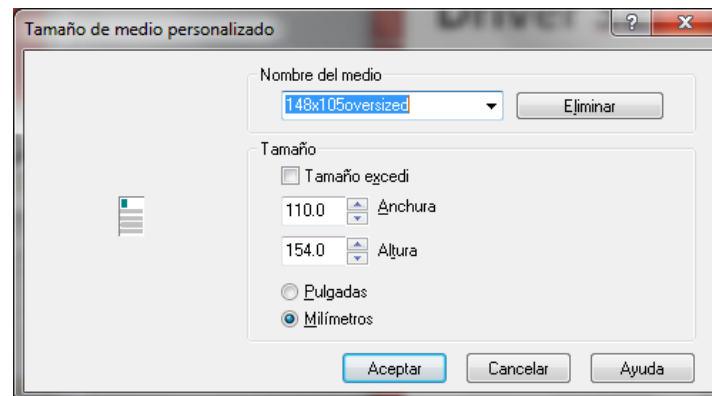 Tamaño de medio personalizado
Driver
?
X
Nombre del medio
148x105oversized
Eliminar
Tamaño
Tamaño excedi
110.0 Anchura
154.0 Altura
Pulgadas
Milímetros
Aceptar Cancelar Ayuda